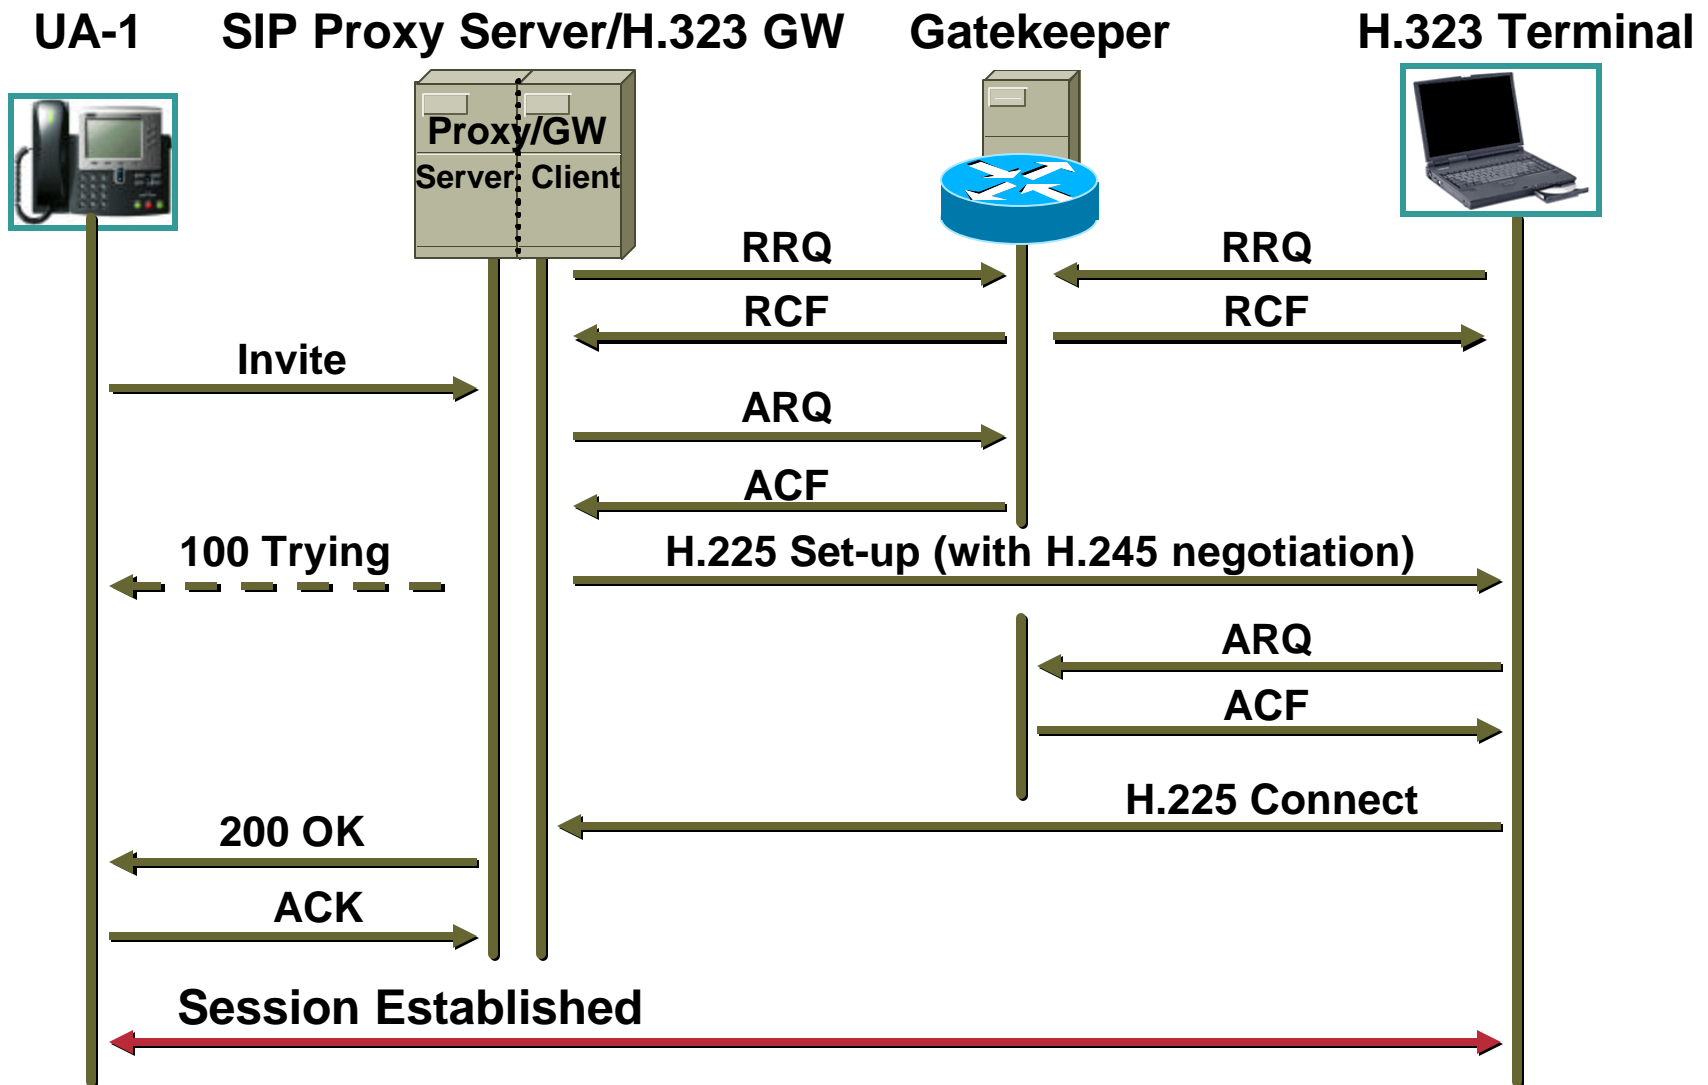 UA-1 SIP Proxy Server/H.323 GW Gatekeeper H.323 Terminal
Proxy/GW
Server Client
RRQ RRQ
RCF RCF
Invite
ARQ
ACF
100 Trying H.225 Set-up (with H.245 negotiation)
ARQ
ACF
H.225 Connect
200 OK
ACK
Session Established